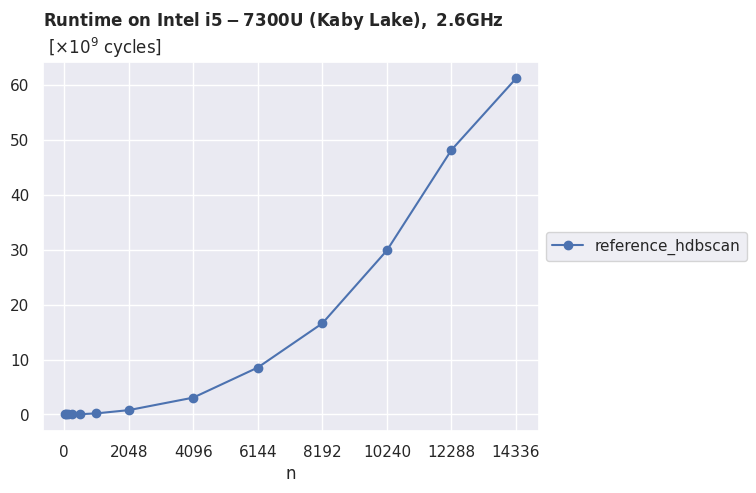 Runtime on Intel i5 − 7300U (Kaby Lake), 2.6GHz
[×10⁹ cycles]
60
50
40
30
20
10
0
0 2048 4096 6144 8192 10240 12288 14336
n
reference_hdbscan